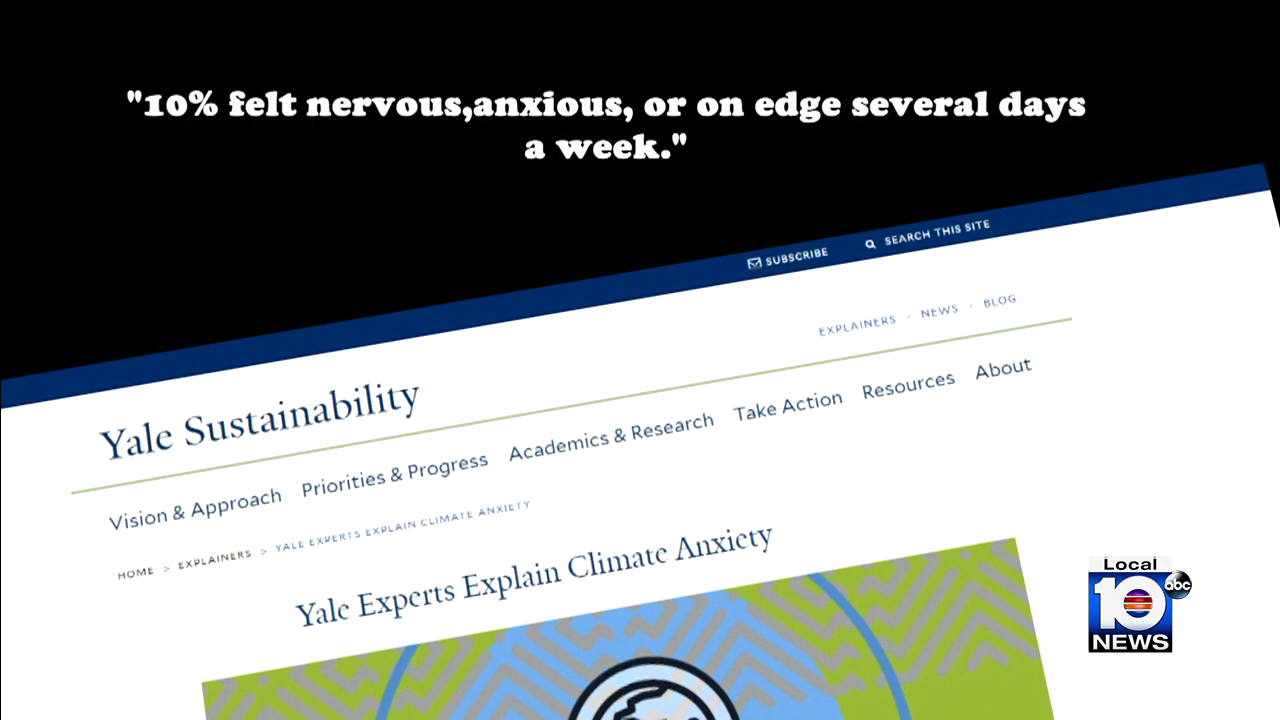 "10% felt nervous,anxious, or on edge several days
a week."
SUBSCRIBE SEARCH THIS SITE
EXPLAINERS · NEWS · BLOG
Yale Sustainability
Vision & Approach Priorities & Progress Academics & Research Take Action Resources About
HOME > EXPLAINERS > YALE EXPERTS EXPLAIN CLIMATE ANXIETY
Yale Experts Explain Climate Anxiety
Local
10
abc
NEWS